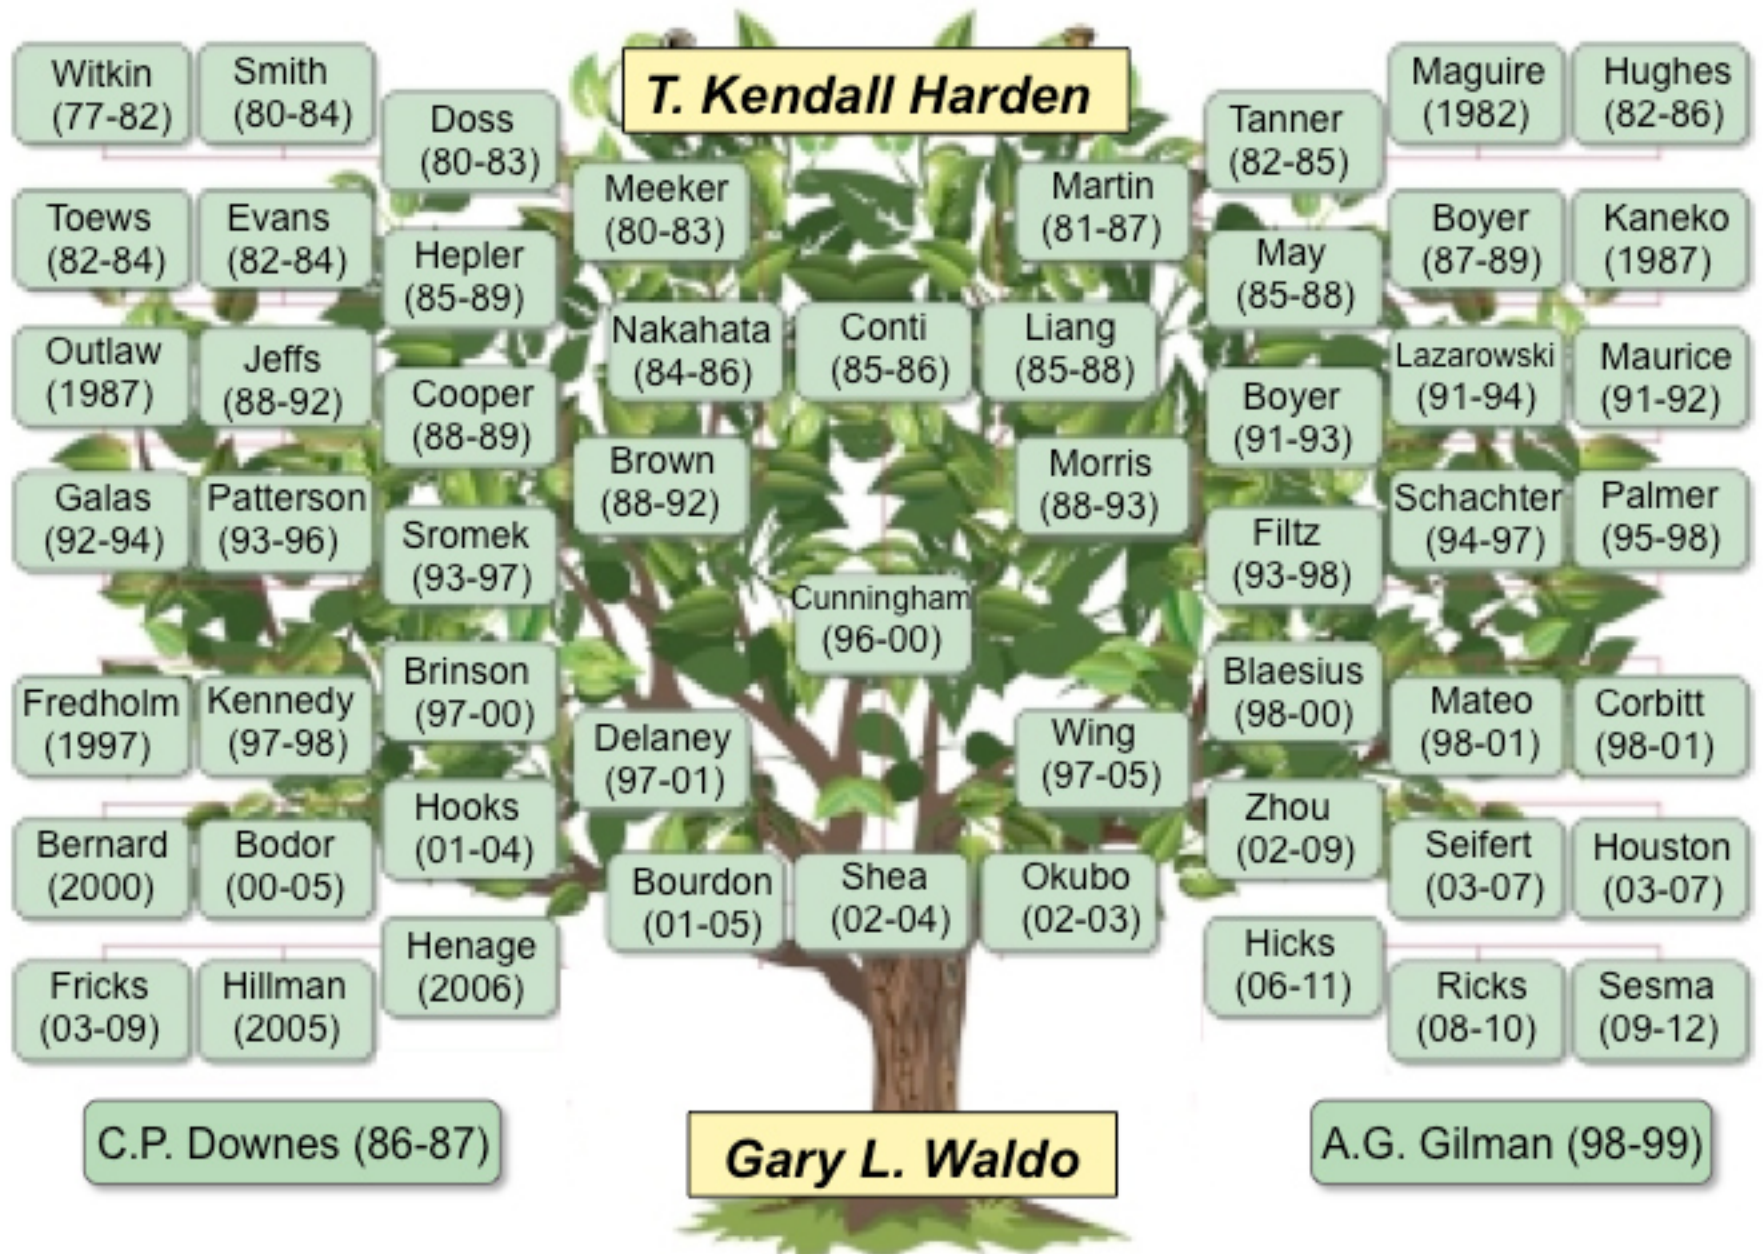 T. Kendall Harden
Witkin
(77-82)
Smith
(80-84)
Doss
(80-83)
Meeker
(80-83)
Martin
(81-87)
Tanner
(82-85)
Maguire
(1982)
Hughes
(82-86)
Toews
(82-84)
Evans
(82-84)
Hepler
(85-89)
Nakahata
(84-86)
Conti
(85-86)
Liang
(85-88)
May
(85-88)
Boyer
(87-89)
Kaneko
(1987)
Outlaw
(1987)
Jeffs
(88-92)
Cooper
(88-89)
Brown
(88-92)
Morris
(88-93)
Boyer
(91-93)
Lazarowski
(91-94)
Maurice
(91-92)
Galas
(92-94)
Patterson
(93-96)
Sromek
(93-97)
Cunningham
(96-00)
Filtz
(93-98)
Schachter
(94-97)
Palmer
(95-98)
Fredholm
(1997)
Kennedy
(97-98)
Brinson
(97-00)
Delaney
(97-01)
Wing
(97-05)
Blaesius
(98-00)
Mateo
(98-01)
Corbitt
(98-01)
Bernard
(2000)
Bodor
(00-05)
Hooks
(01-04)
Bourdon
(01-05)
Shea
(02-04)
Okubo
(02-03)
Zhou
(02-09)
Seifert
(03-07)
Houston
(03-07)
Fricks
(03-09)
Hillman
(2005)
Henage
(2006)
Hicks
(06-11)
Ricks
(08-10)
Sesma
(09-12)
C.P. Downes (86-87)
Gary L. Waldo
A.G. Gilman (98-99)